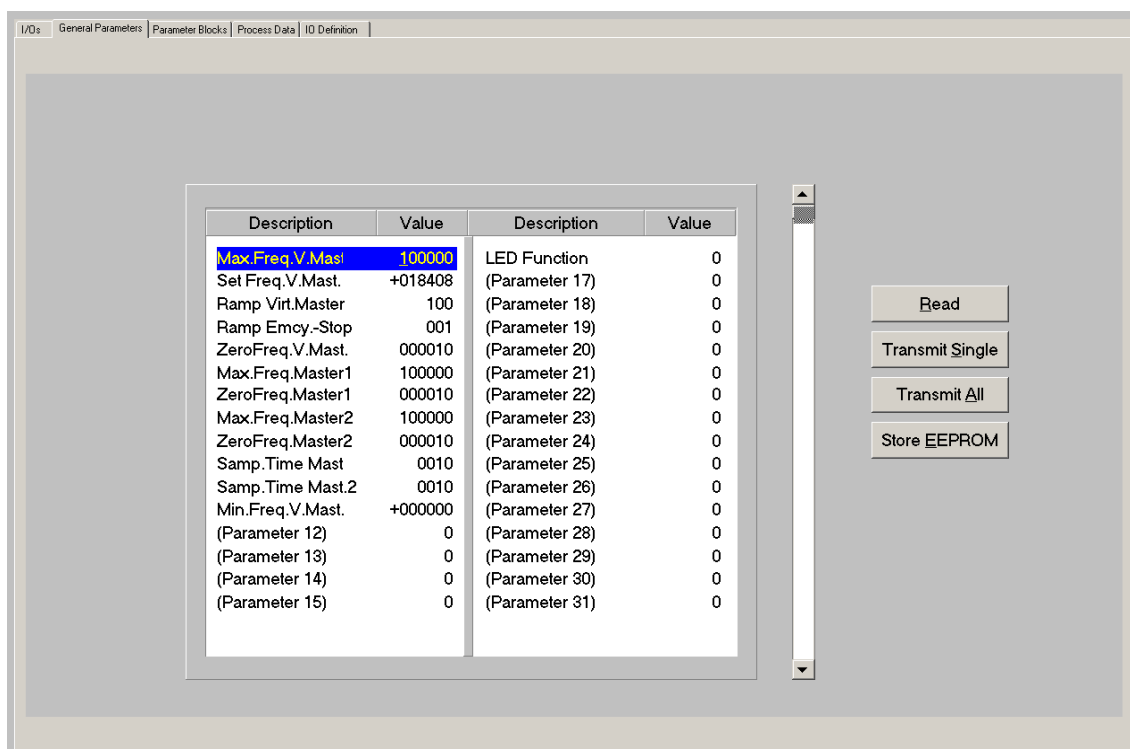 I/Os General Parameters Parameter Blocks Process Data IO Definition
Description Value Description Value
Max.Freq.V.Mast 100000 LED Function 0
Set Freq.V.Mast. +018408 (Parameter 17) 0
Ramp Virt.Master 100 (Parameter 18) 0
Ramp Emcy.-Stop 001 (Parameter 19) 0
ZeroFreq.V.Mast. 000010 (Parameter 20) 0
Max.Freq.Master1 100000 (Parameter 21) 0
ZeroFreq.Master1 000010 (Parameter 22) 0
Max.Freq.Master2 100000 (Parameter 23) 0
ZeroFreq.Master2 000010 (Parameter 24) 0
Samp.Time Mast 0010 (Parameter 25) 0
Samp.Time Mast.2 0010 (Parameter 26) 0
Min.Freq.V.Mast. +000000 (Parameter 27) 0
(Parameter 12) 0 (Parameter 28) 0
(Parameter 13) 0 (Parameter 29) 0
(Parameter 14) 0 (Parameter 30) 0
(Parameter 15) 0 (Parameter 31) 0
Read
Transmit Single
Transmit All
Store EEPROM